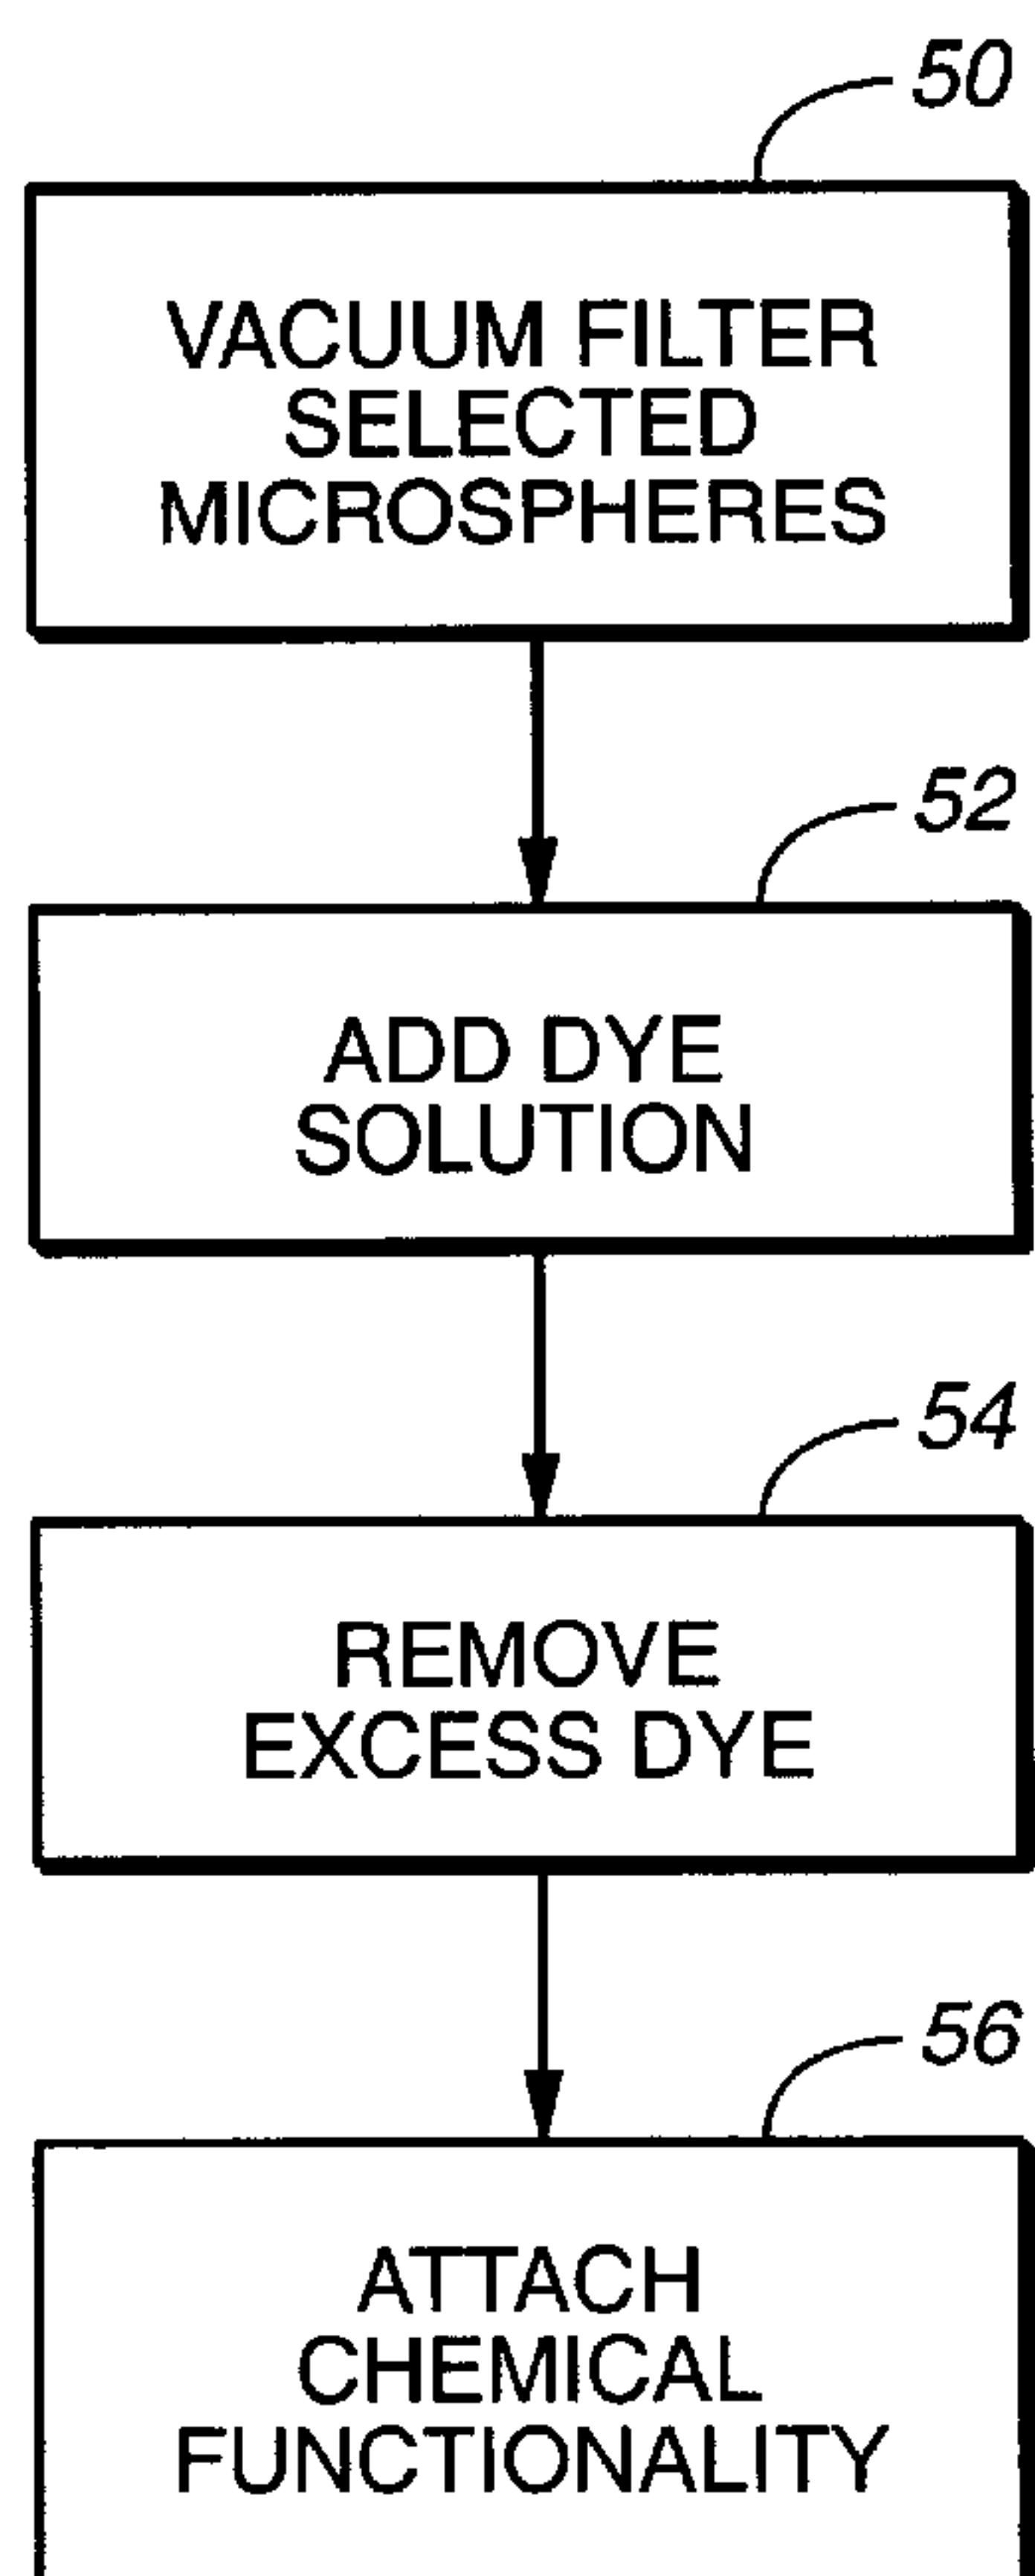 50
VACUUM FILTER
SELECTED
MICROSPHERES
52
ADD DYE
SOLUTION
54
REMOVE
EXCESS DYE
56
ATTACH
CHEMICAL
FUNCTIONALITY